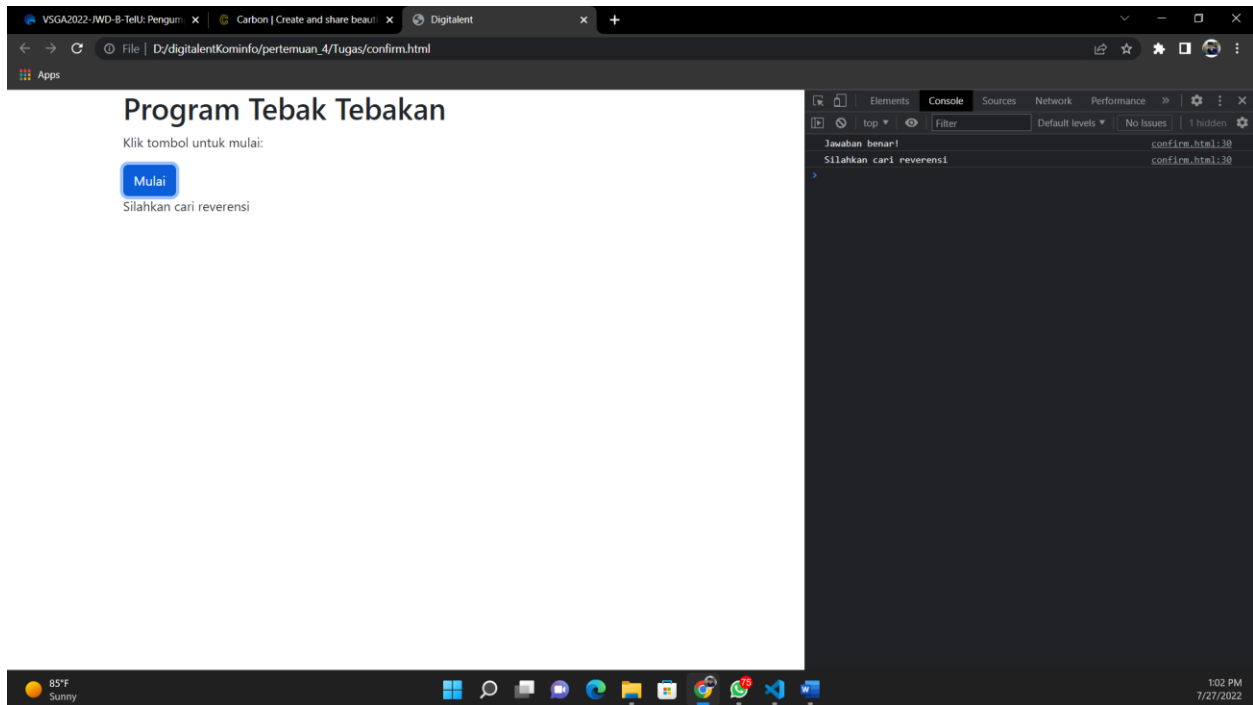 VSGA2022-JWD-B-TelU: Pengum
Carbon | Create and share beauti
Digitalent
File | D:/digitalentKominfo/pertemuan_4/Tugas/confirm.html
Apps
Program Tebak Tebakan
Klik tombol untuk mulai:
Mulai
Silahkan cari reverensi
Elements Console Sources Network Performance »
top Filter Default levels No Issues 1 hidden
Jawaban benar! confirm.html:30
Silahkan cari reverensi confirm.html:30
85°F
Sunny
75
1:02 PM
7/27/2022